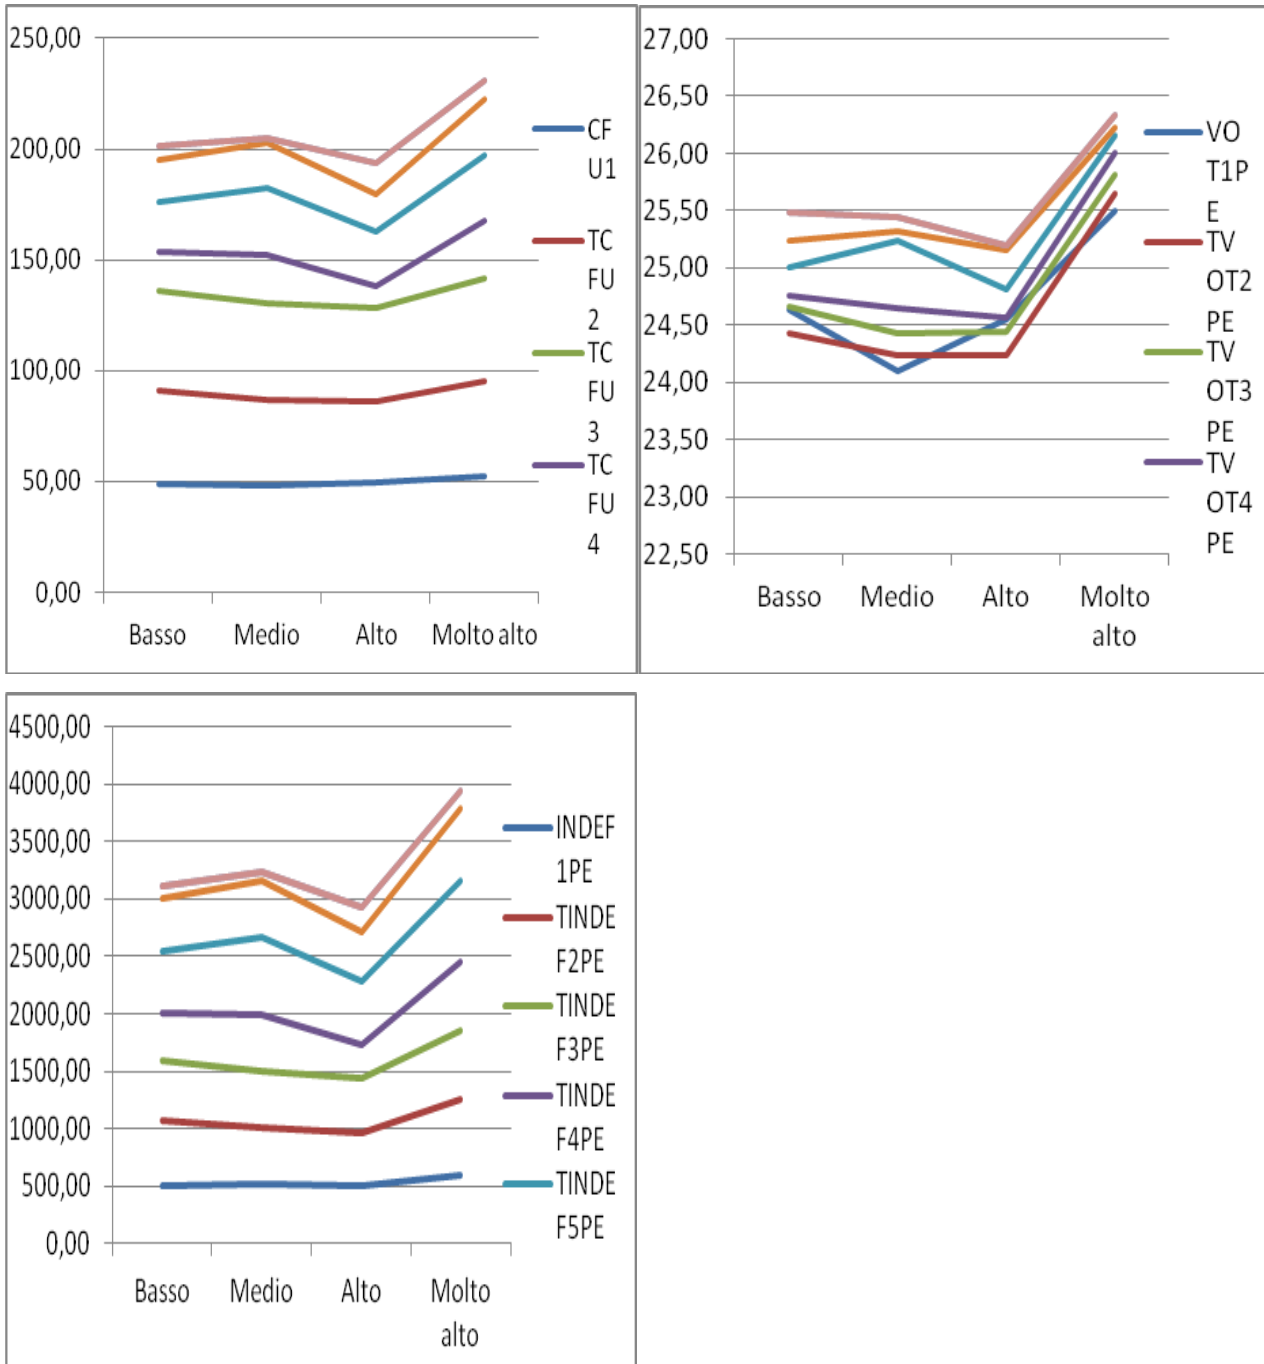 250,00
200,00
150,00
100,00
50,00
0,00
Basso Medio Alto Molto alto
CF
U1
TC
FU
2
TC
FU
3
TC
FU
4
27,00
26,50
26,00
25,50
25,00
24,50
24,00
23,50
23,00
22,50
Basso Medio Alto Molto
alto
VO
T1P
E
TV
OT2
PE
TV
OT3
PE
TV
OT4
PE
4500,00
4000,00
3500,00
3000,00
2500,00
2000,00
1500,00
1000,00
500,00
0,00
Basso Medio Alto Molto
alto
INDEF
1PE
TINDE
F2PE
TINDE
F3PE
TINDE
F4PE
TINDE
F5PE